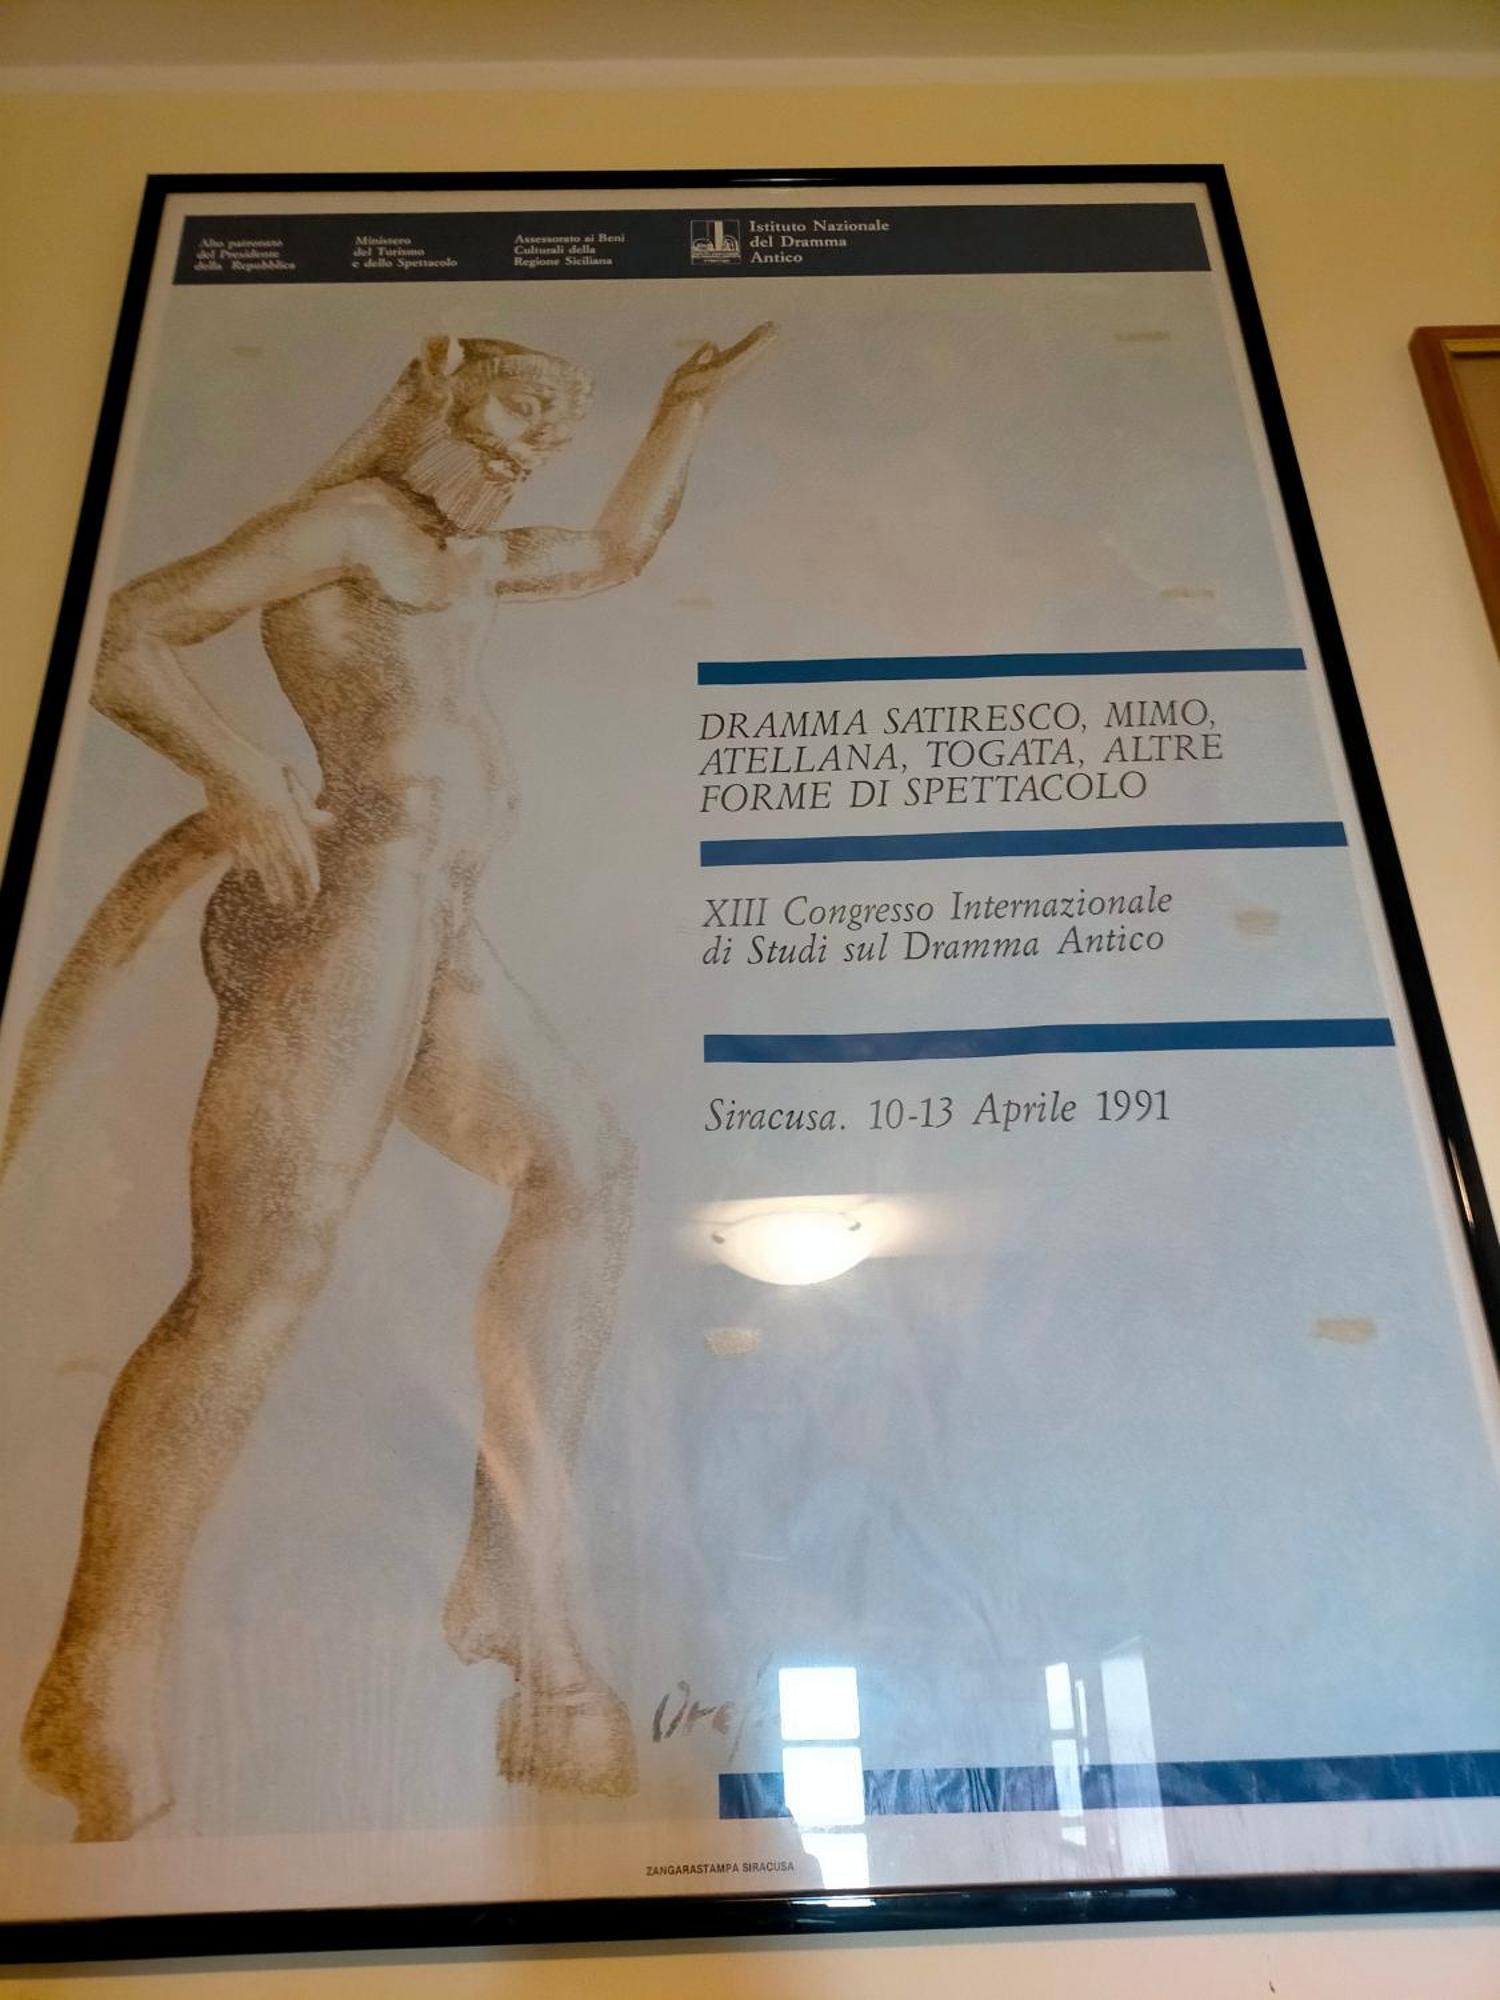 Alto patronato
del Presidente
della Repubblica
Ministero
del Turismo
e dello Spettacolo
Assessorato ai Beni
Culturali della
Regione Siciliana
Istituto Nazionale
del Dramma
Antico
DRAMMA SATIRESCO, MIMO,
ATELLANA, TOGATA, ALTRE
FORME DI SPETTACOLO
XIII Congresso Internazionale
di Studi sul Dramma Antico
Siracusa. 10-13 Aprile 1991
ZANGARASTAMPA SIRACUSA